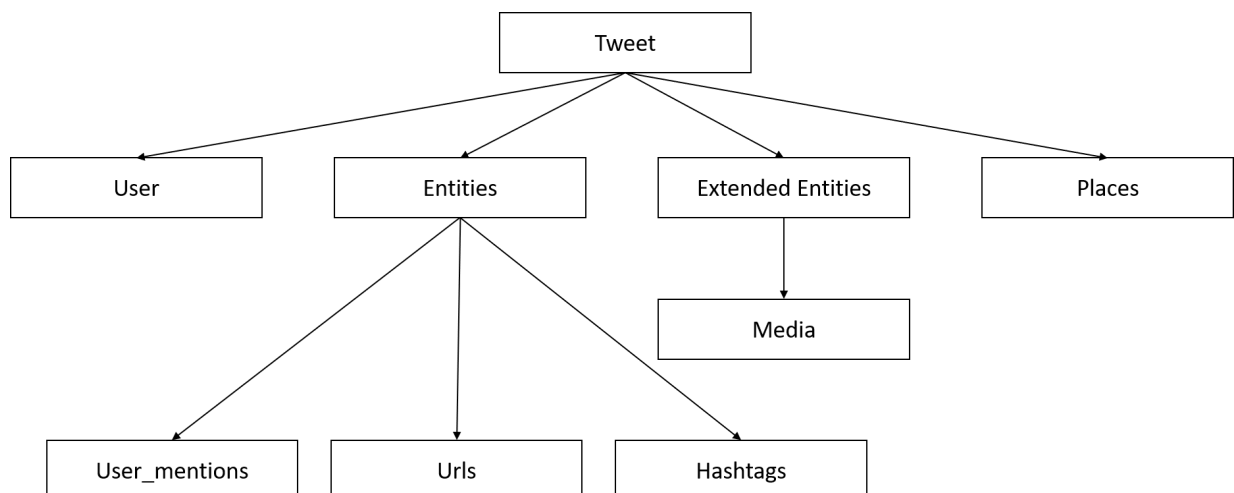 Tweet
User
Entities
Extended Entities
Places
Media
User_mentions
Urls
Hashtags